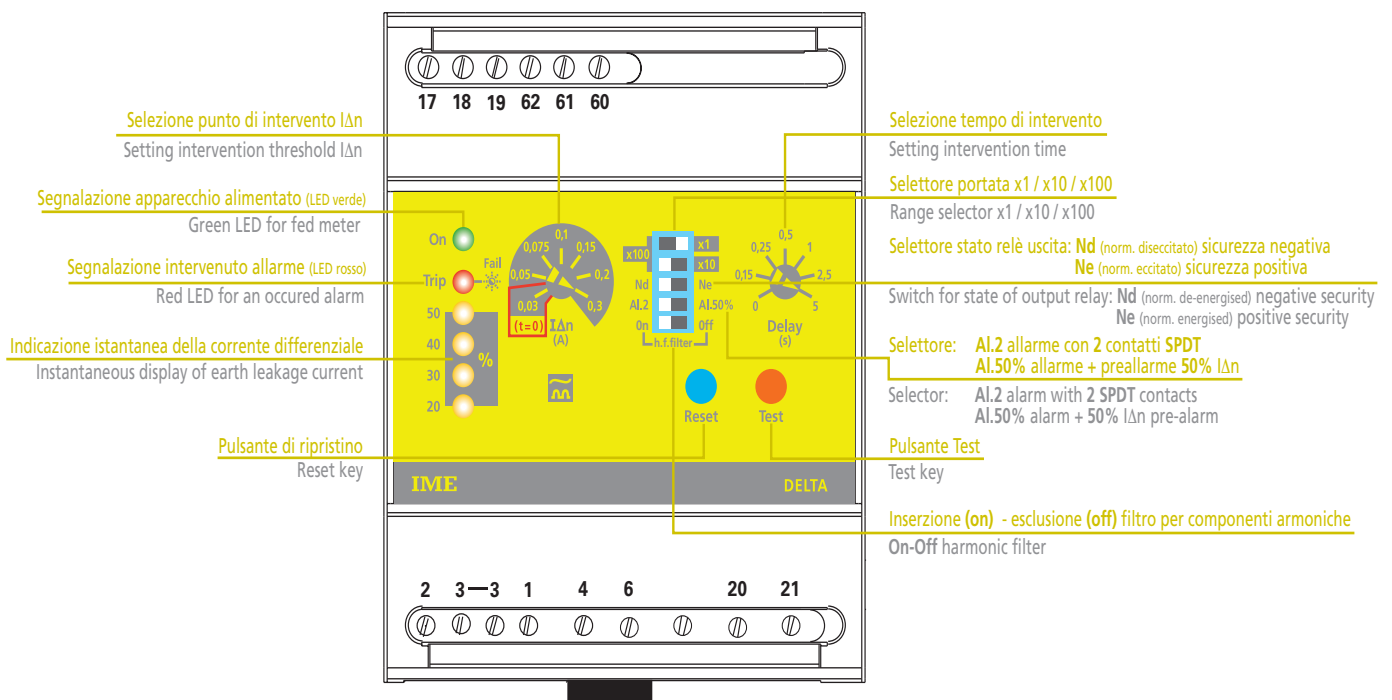 17 18 19 62 61 60
Selezione punto di intervento I∆n
Setting intervention threshold I∆n
Segnalazione apparecchio alimentato (LED verde)
Green LED for fed meter
Segnalazione intervenuto allarme (LED rosso)
Red LED for an occured alarm
Indicazione istantanea della corrente differenziale
Instantaneous display of earth leakage current
Pulsante di ripristino
Reset key
On
Trip
Fail
50
40
30
20
%
0,03
0,05
0,075
0,1
0,15
0,2
0,3
(t=0)
I∆n
(A)
x100
x1
x10
Nd Ne
Al.2 Al.50%
On Off
h.f.filter
0
0,15
0,25
0,5
1
2,5
5
Delay
(s)
Reset
Test
IME
DELTA
Selezione tempo di intervento
Setting intervention time
Selettore portata x1 / x10 / x100
Range selector x1 / x10 / x100
Selettore stato relè uscita: Nd (norm. diseccitato) sicurezza negativa
Ne (norm. eccitato) sicurezza positiva
Switch for state of output relay: Nd (norm. de-energised) negative security
Ne (norm. energised) positive security
Selettore: Al.2 allarme con 2 contatti SPDT
Al.50% allarme + preallarme 50% I∆n
Selector: Al.2 alarm with 2 SPDT contacts
Al.50% alarm + 50% I∆n pre-alarm
Pulsante Test
Test key
Inserzione (on) - esclusione (off) filtro per componenti armoniche
On-Off harmonic filter
2 3—3 1 4 6 20 21